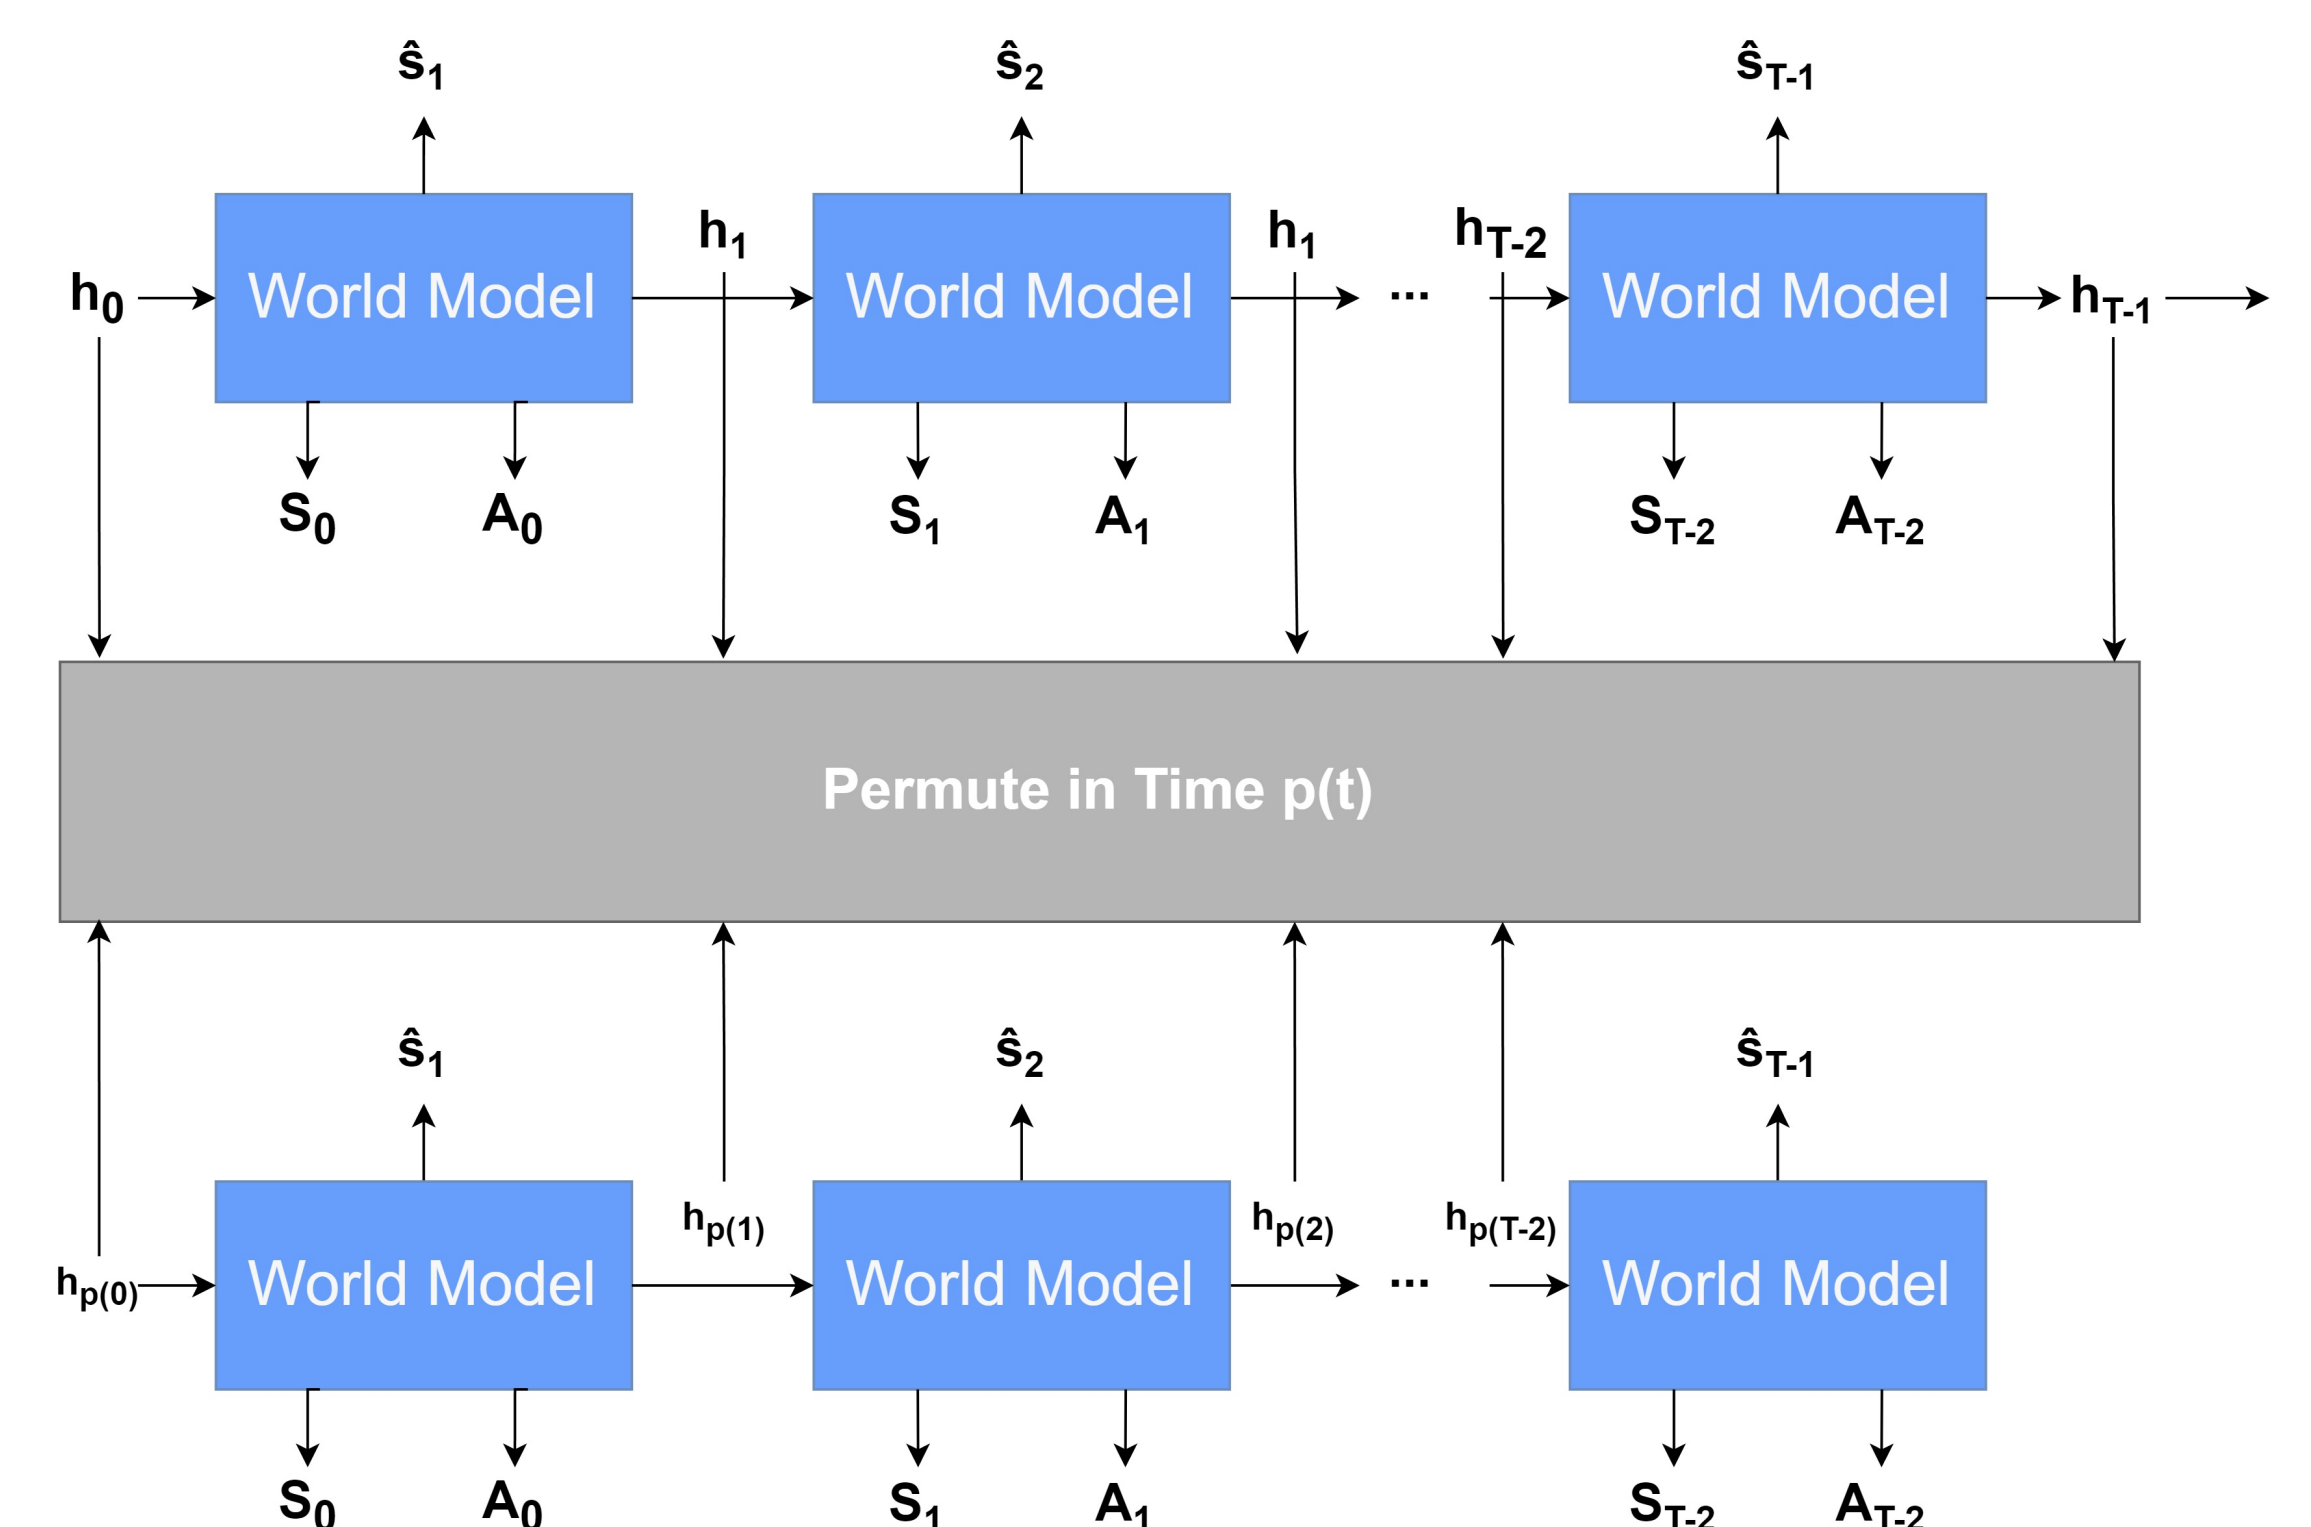 ŝ1 ŝ2 ŝT-1
h1 h1 hT-2
h0 World Model World Model ... World Model hT-1
S0 A0 S1 A1 ST-2 AT-2
Permute in Time p(t)
ŝ1 ŝ2 ŝT-1
hp(1) hp(2) hp(T-2)
hp(0) World Model World Model ... World Model
S0 A0 S1 A1 ST-2 AT-2